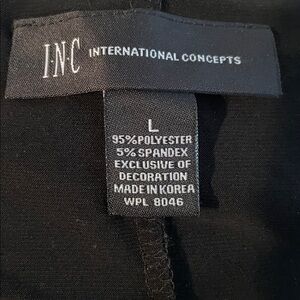 I·N·C INTERNATIONAL CONCEPTS
L
95% POLYESTER
5% SPANDEX
EXCLUSIVE OF
DECORATION
MADE IN KOREA
WPL 8046